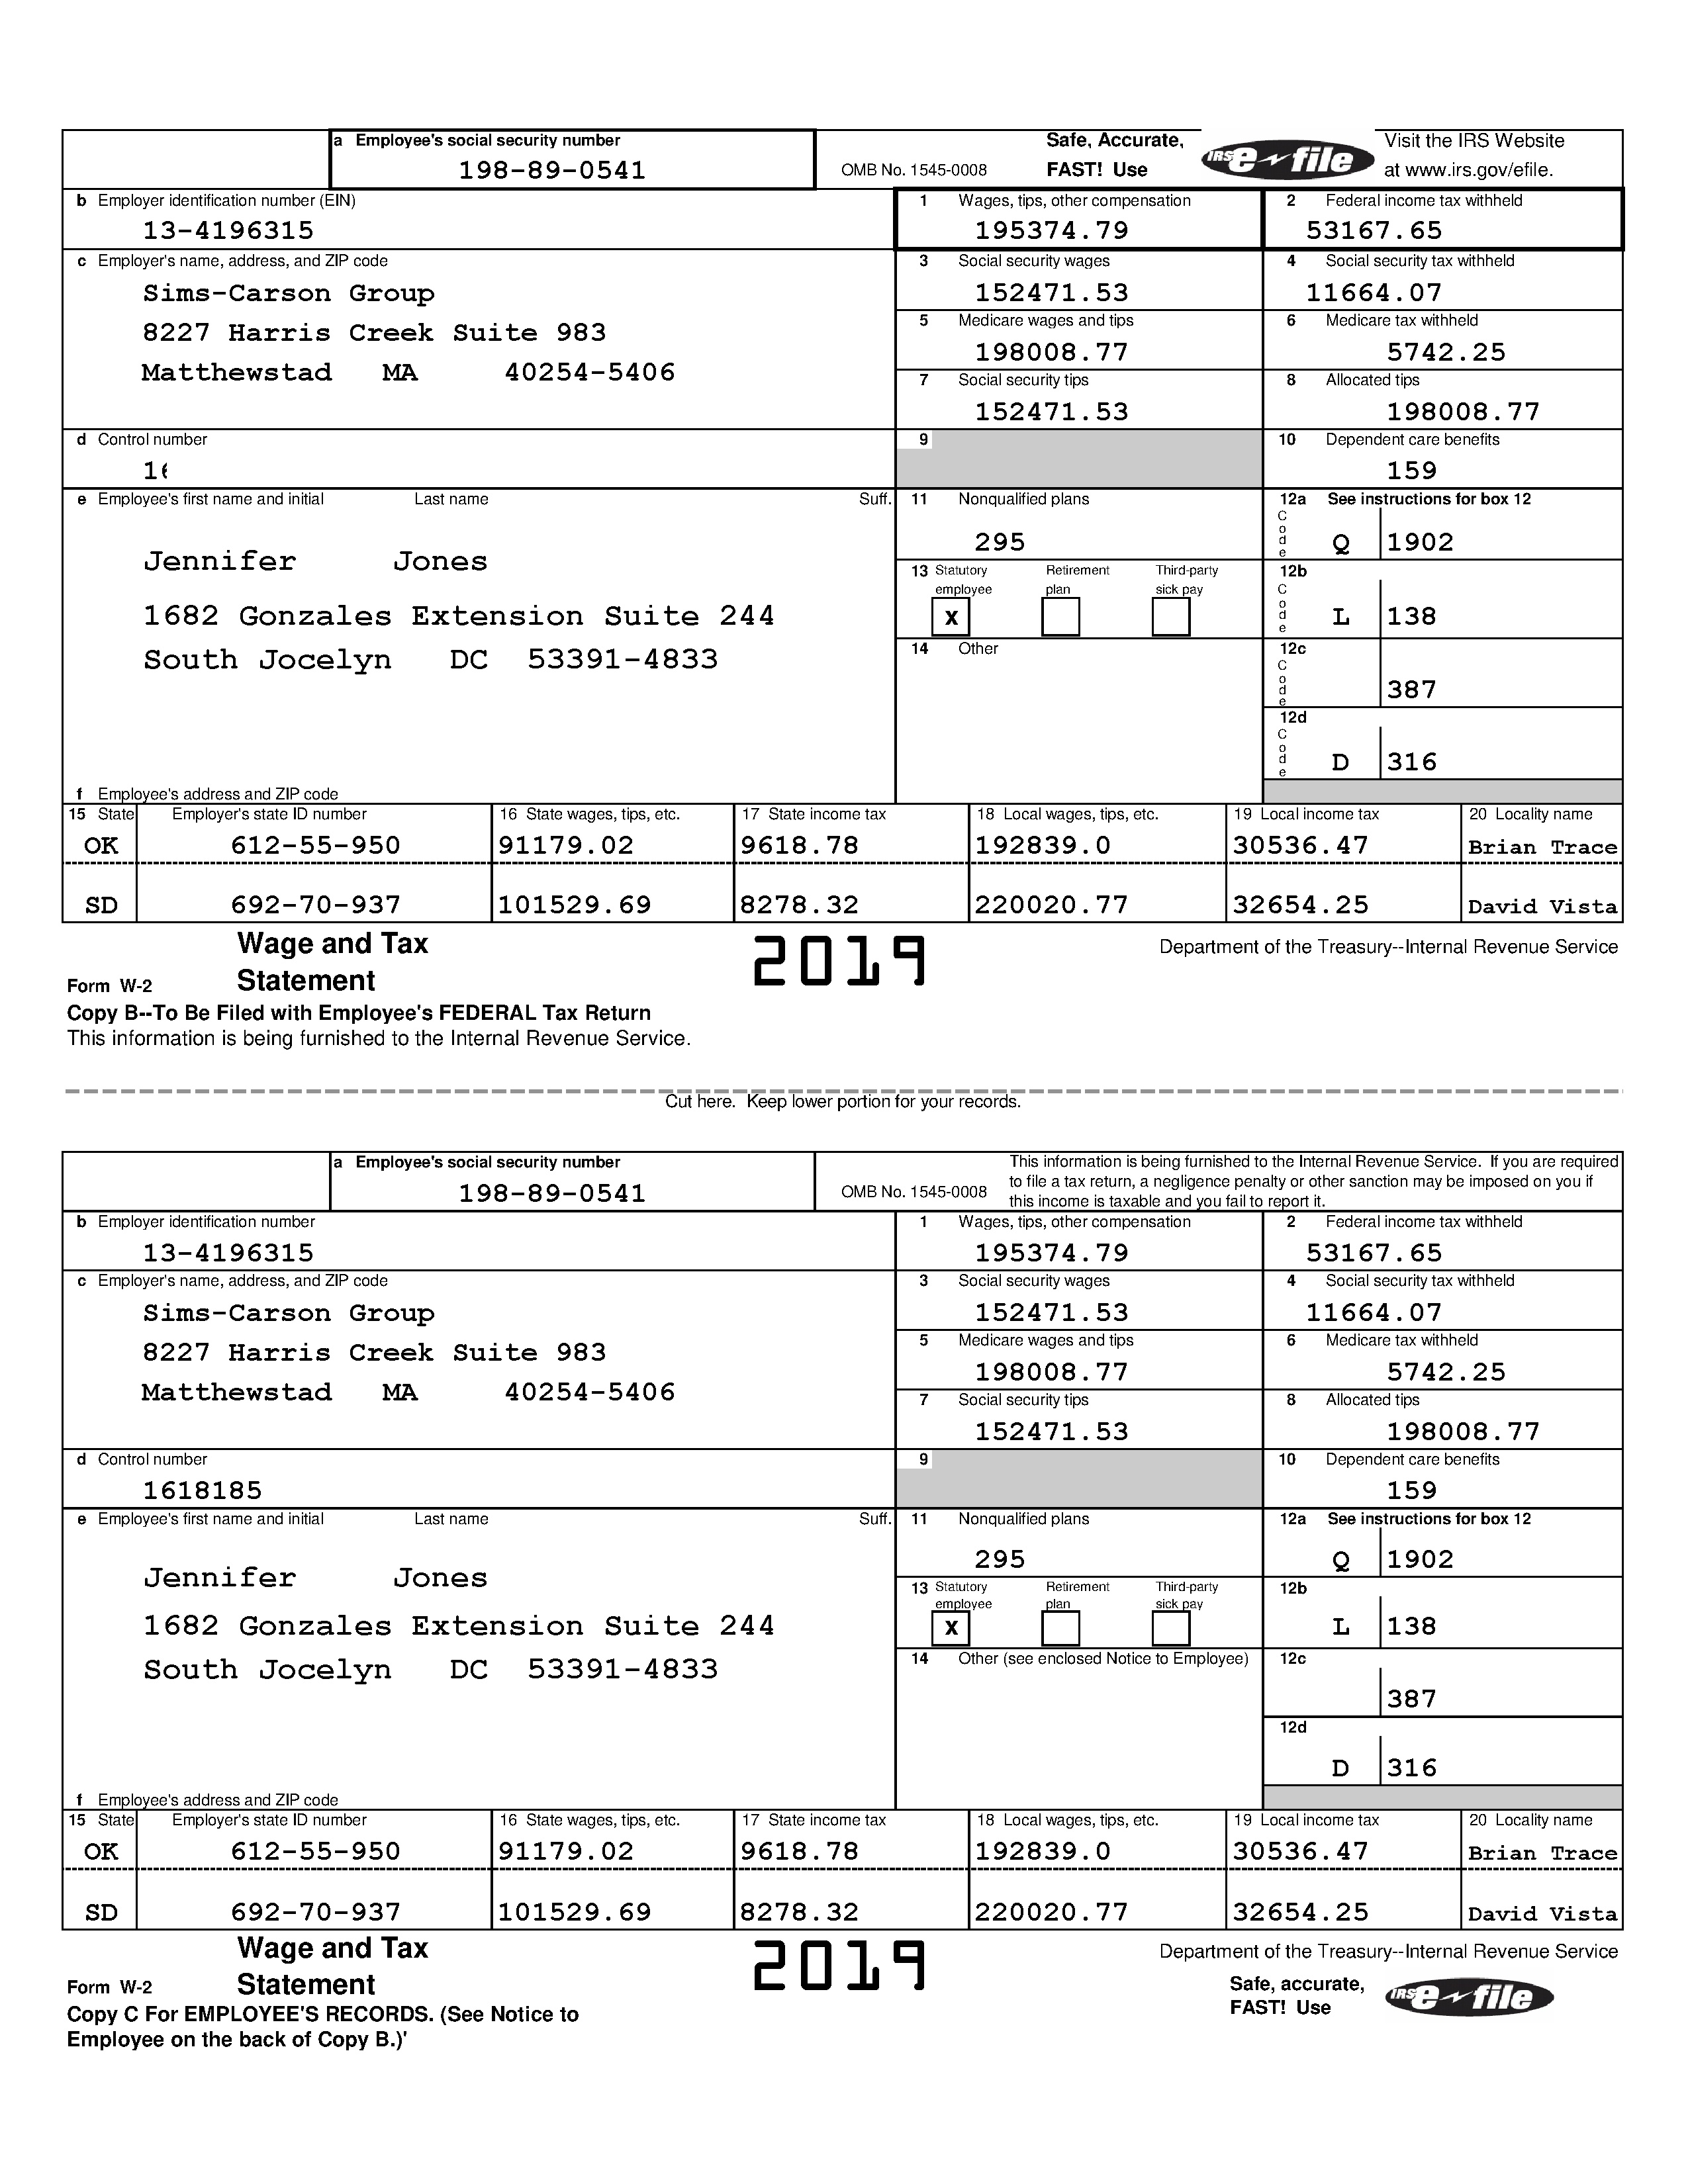 a Employee's social security number
198-89-0541
OMB No. 1545-0008
Safe, Accurate,
FAST! Use
IRS e-file
Visit the IRS Website
at www.irs.gov/efile.
b Employer identification number (EIN)
13-4196315
1 Wages, tips, other compensation
195374.79
2 Federal income tax withheld
53167.65
c Employer's name, address, and ZIP code
Sims-Carson Group
8227 Harris Creek Suite 983
Matthewstad MA 40254-5406
3 Social security wages
152471.53
4 Social security tax withheld
11664.07
5 Medicare wages and tips
198008.77
6 Medicare tax withheld
5742.25
7 Social security tips
152471.53
8 Allocated tips
198008.77
d Control number
9
10 Dependent care benefits
159
e Employee's first name and initial Last name Suff.
Jennifer Jones
1682 Gonzales Extension Suite 244
South Jocelyn DC 53391-4833
f Employee's address and ZIP code
11 Nonqualified plans
295
12a See instructions for box 12
Code Q 1902
13 Statutory employee Retirement plan Third-party sick pay
X
12b
Code L 138
14 Other
12c
Code 387
12d
Code D 316
15 State Employer's state ID number 16 State wages, tips, etc. 17 State income tax 18 Local wages, tips, etc. 19 Local income tax 20 Locality name
OK 612-55-950 91179.02 9618.78 192839.0 30536.47 Brian Trace
SD 692-70-937 101529.69 8278.32 220020.77 32654.25 David Vista
Form W-2
Wage and Tax
Statement
2019
Department of the Treasury--Internal Revenue Service
Copy B--To Be Filed with Employee's FEDERAL Tax Return
This information is being furnished to the Internal Revenue Service.
Cut here. Keep lower portion for your records.
a Employee's social security number
198-89-0541
OMB No. 1545-0008
This information is being furnished to the Internal Revenue Service. If you are required
to file a tax return, a negligence penalty or other sanction may be imposed on you if
this income is taxable and you fail to report it.
b Employer identification number
13-4196315
1 Wages, tips, other compensation
195374.79
2 Federal income tax withheld
53167.65
c Employer's name, address, and ZIP code
Sims-Carson Group
8227 Harris Creek Suite 983
Matthewstad MA 40254-5406
3 Social security wages
152471.53
4 Social security tax withheld
11664.07
5 Medicare wages and tips
198008.77
6 Medicare tax withheld
5742.25
7 Social security tips
152471.53
8 Allocated tips
198008.77
d Control number
1618185
9
10 Dependent care benefits
159
e Employee's first name and initial Last name Suff.
Jennifer Jones
1682 Gonzales Extension Suite 244
South Jocelyn DC 53391-4833
f Employee's address and ZIP code
11 Nonqualified plans
295
12a See instructions for box 12
Q 1902
13 Statutory employee Retirement plan Third-party sick pay
X
12b
L 138
14 Other (see enclosed Notice to Employee)
12c
387
12d
D 316
15 State Employer's state ID number 16 State wages, tips, etc. 17 State income tax 18 Local wages, tips, etc. 19 Local income tax 20 Locality name
OK 612-55-950 91179.02 9618.78 192839.0 30536.47 Brian Trace
SD 692-70-937 101529.69 8278.32 220020.77 32654.25 David Vista
Form W-2
Wage and Tax
Statement
2019
Department of the Treasury--Internal Revenue Service
Safe, accurate,
FAST! Use
IRS e-file
Copy C For EMPLOYEE'S RECORDS. (See Notice to
Employee on the back of Copy B.)'